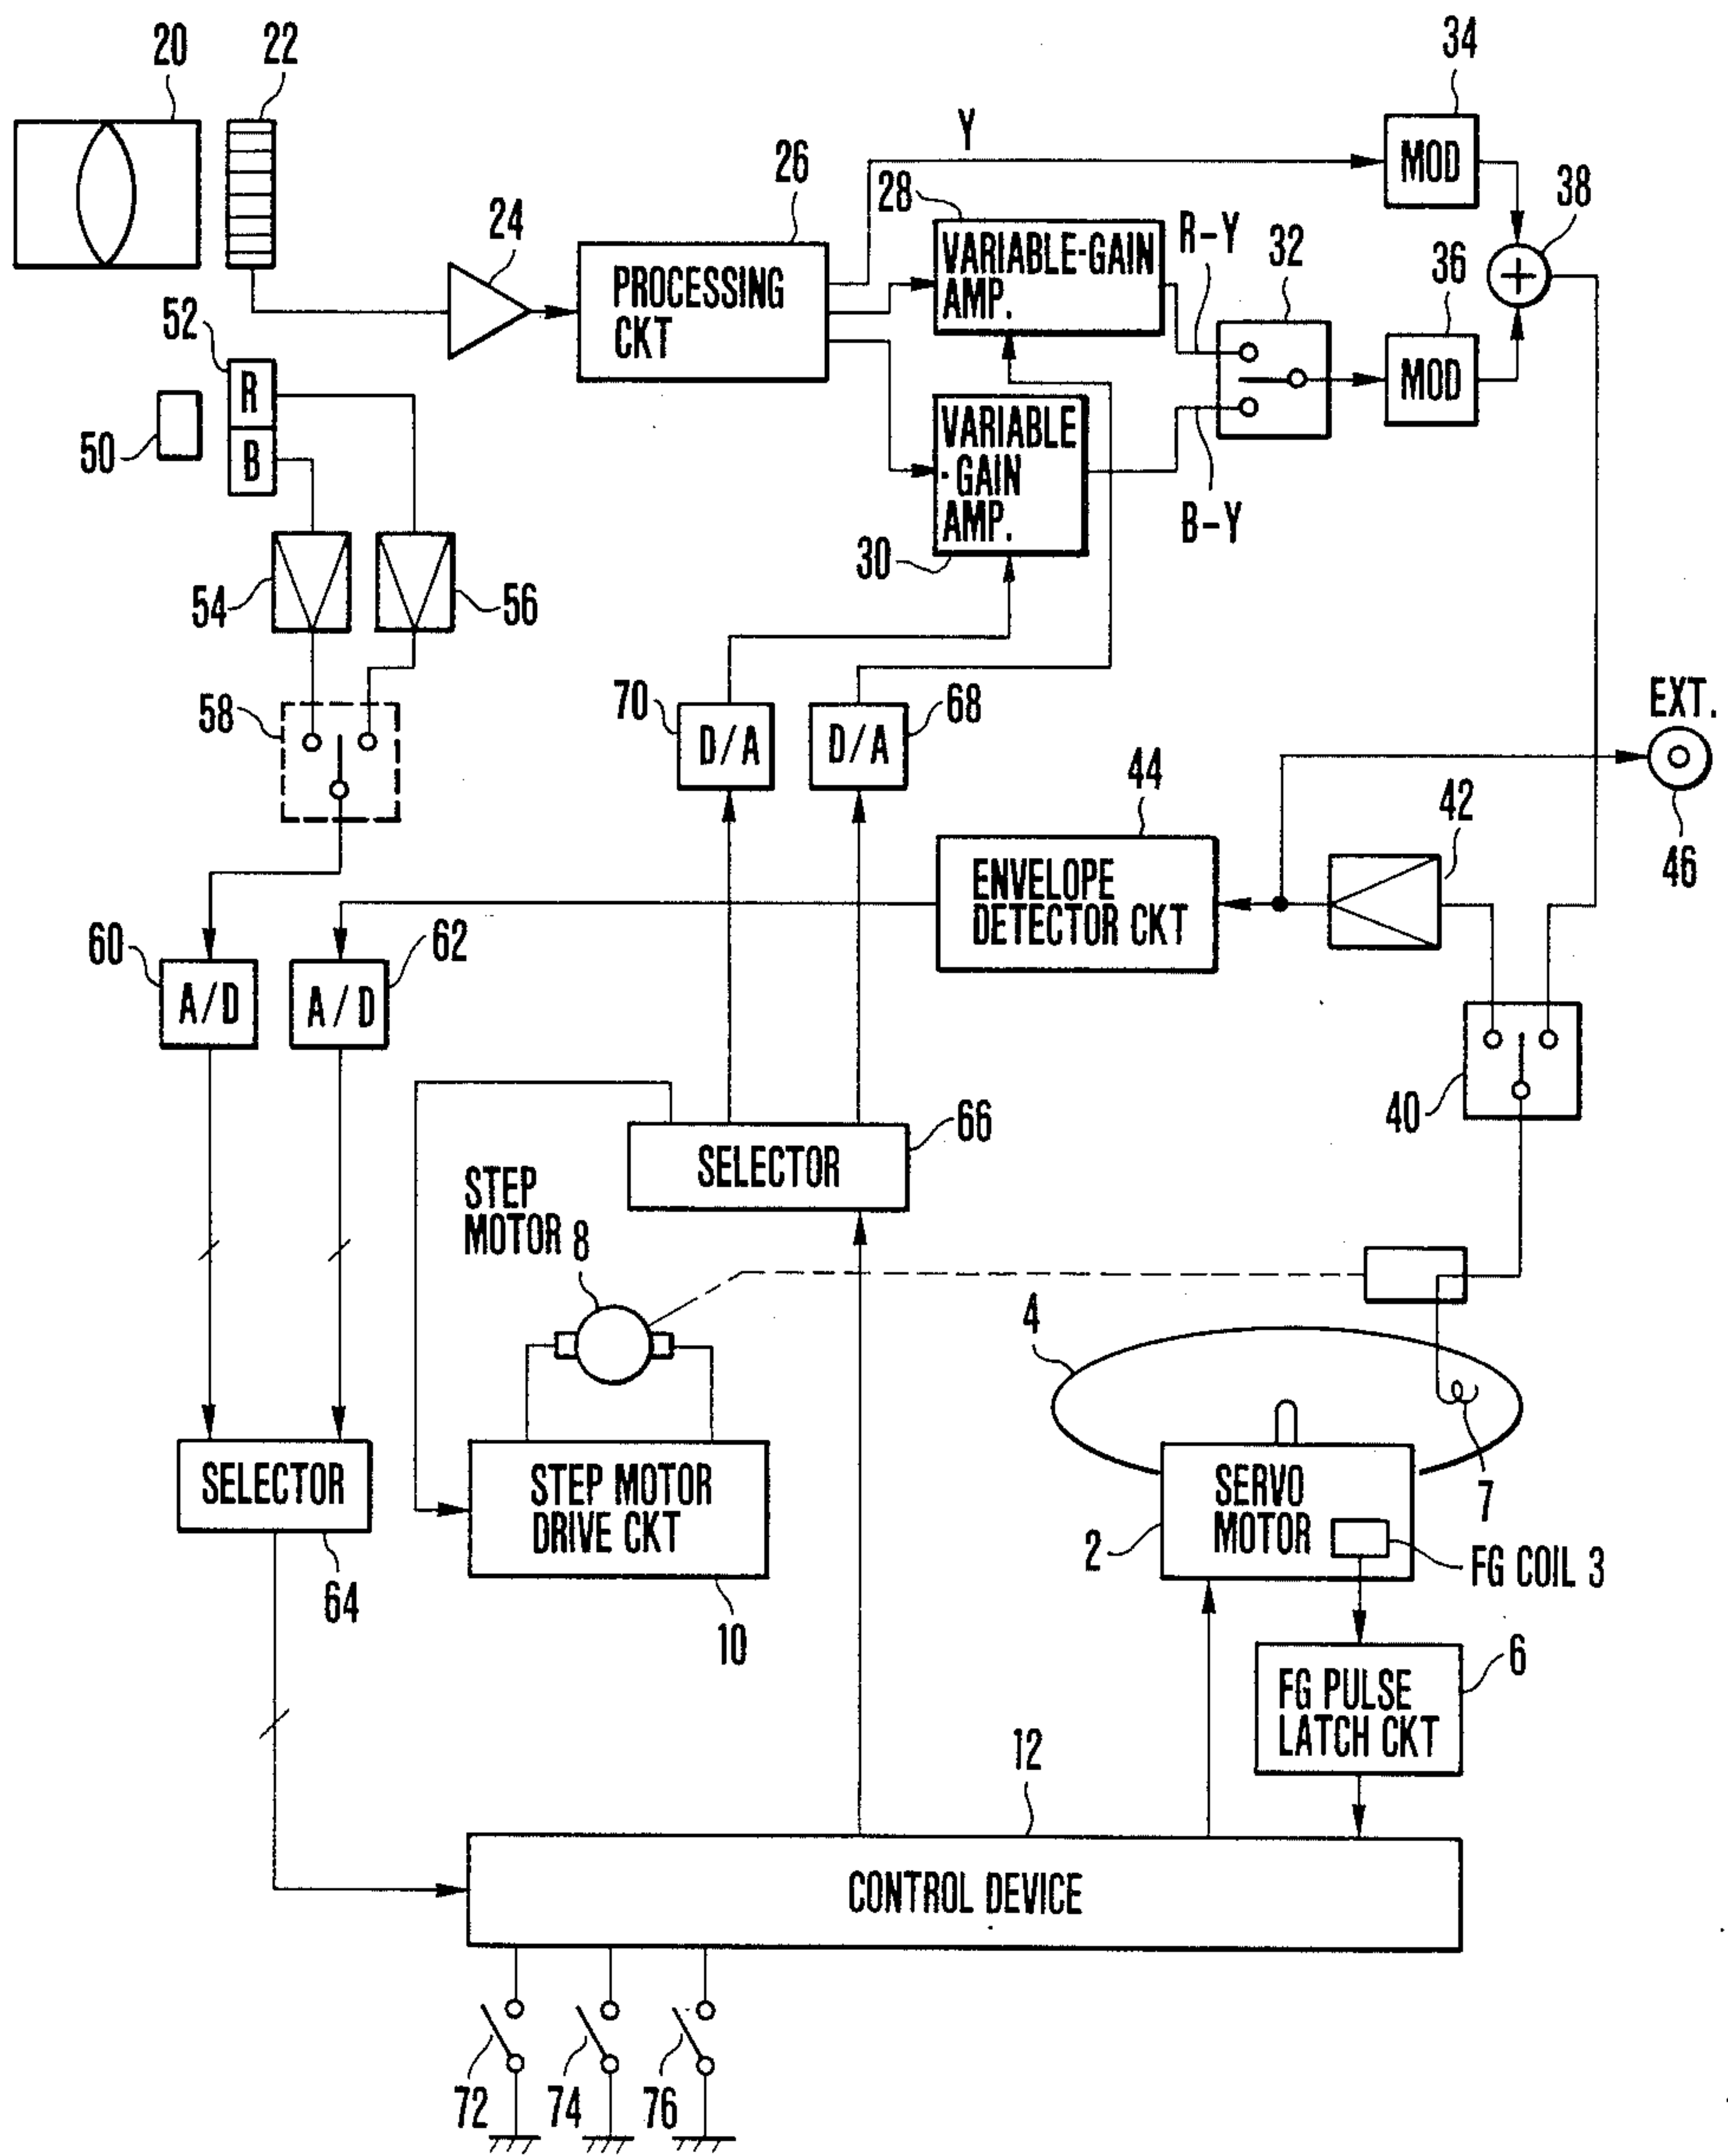 20
22
34
Y
MOD
26
28
38
24
R-Y
32
36
VARIABLE-GAIN
AMP.
PROCESSING
CKT
+
52
MOD
R
50
B
VARIABLE
-GAIN
AMP.
B-Y
30
54
56
58
70
68
EXT.
D/A
D/A
44
42
46
ENVELOPE
DETECTOR CKT
60
62
A/D
A/D
40
66
SELECTOR
STEP
MOTOR 8
4
SELECTOR
STEP MOTOR
DRIVE CKT
SERVO
MOTOR
7
2
FG COIL 3
64
10
6
FG PULSE
LATCH CKT
12
CONTROL DEVICE
72
74
76